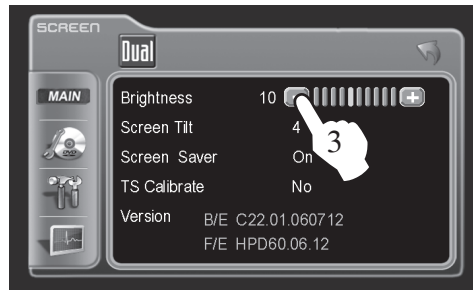 SCREEN
Dual
MAIN
Brightness 10 - +
Screen Tilt 4
Screen Saver On
TS Calibrate No
Version B/E C22.01.060712
F/E HPD60.06.12
3
DVD